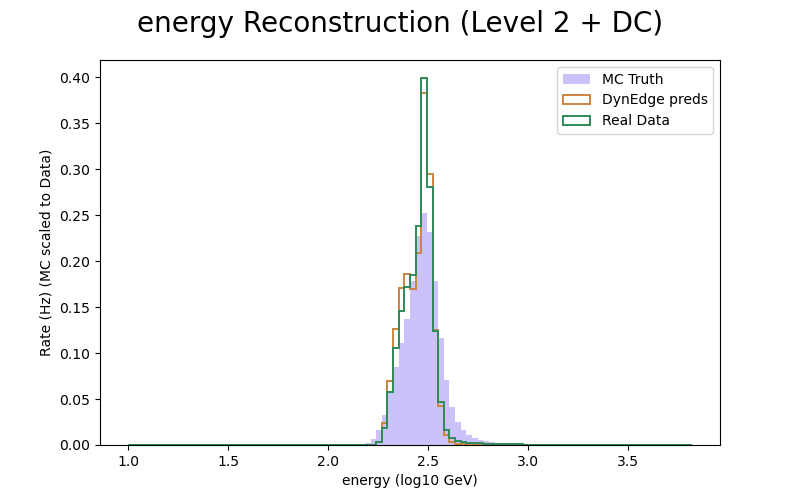 energy Reconstruction (Level 2 + DC)
MC Truth
DynEdge preds
Real Data
Rate (Hz) (MC scaled to Data)
0.40
0.35
0.30
0.25
0.20
0.15
0.10
0.05
0.00
1.0 1.5 2.0 2.5 3.0 3.5
energy (log10 GeV)